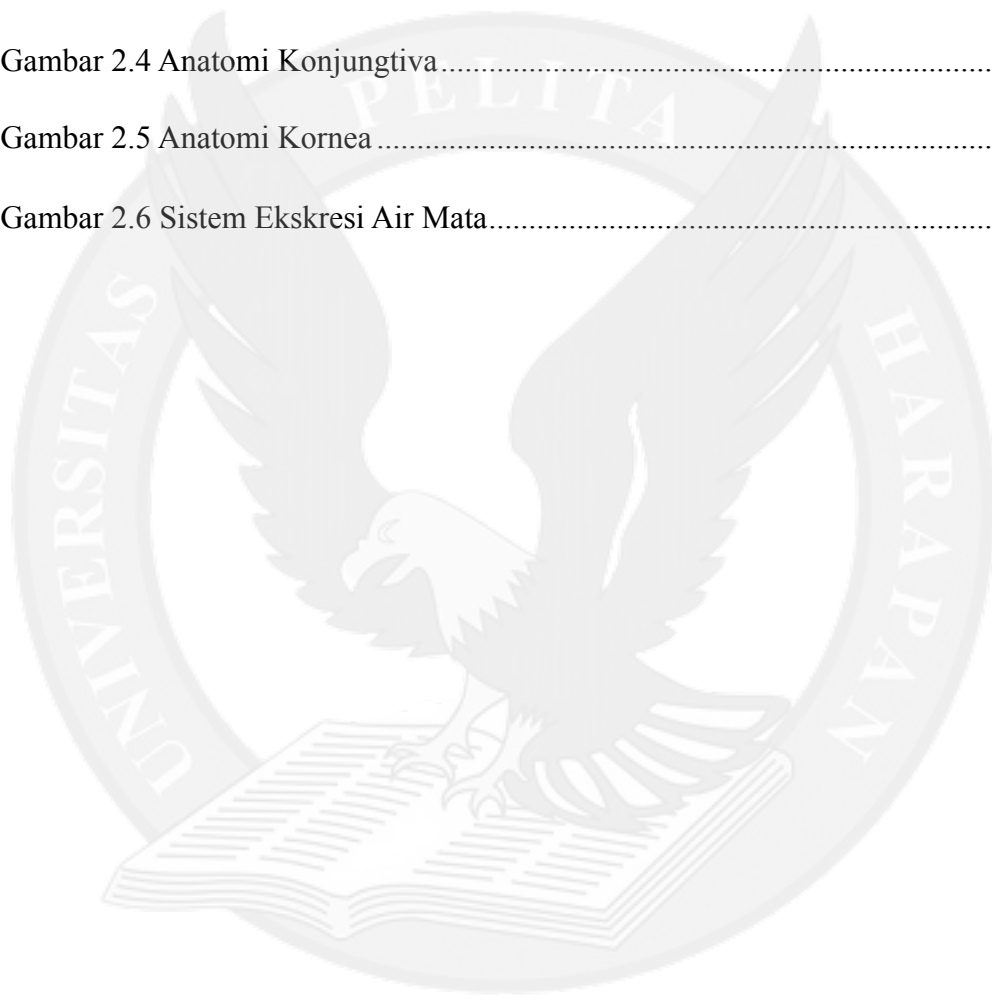 Gambar 2.4 Anatomi Konjungtiva......................................................................
Gambar 2.5 Anatomi Kornea..............................................................................
Gambar 2.6 Sistem Ekskresi Air Mata................................................................
UNIVERSITAS PELITA HARAPAN